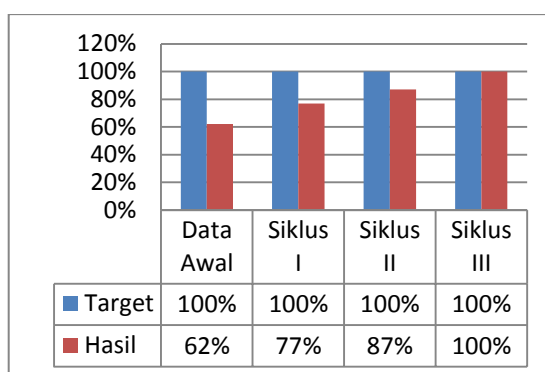 120%
100%
80%
60%
40%
20%
0%
Data Siklus Siklus Siklus
Awal I II III
Target 100% 100% 100% 100%
Hasil 62% 77% 87% 100%